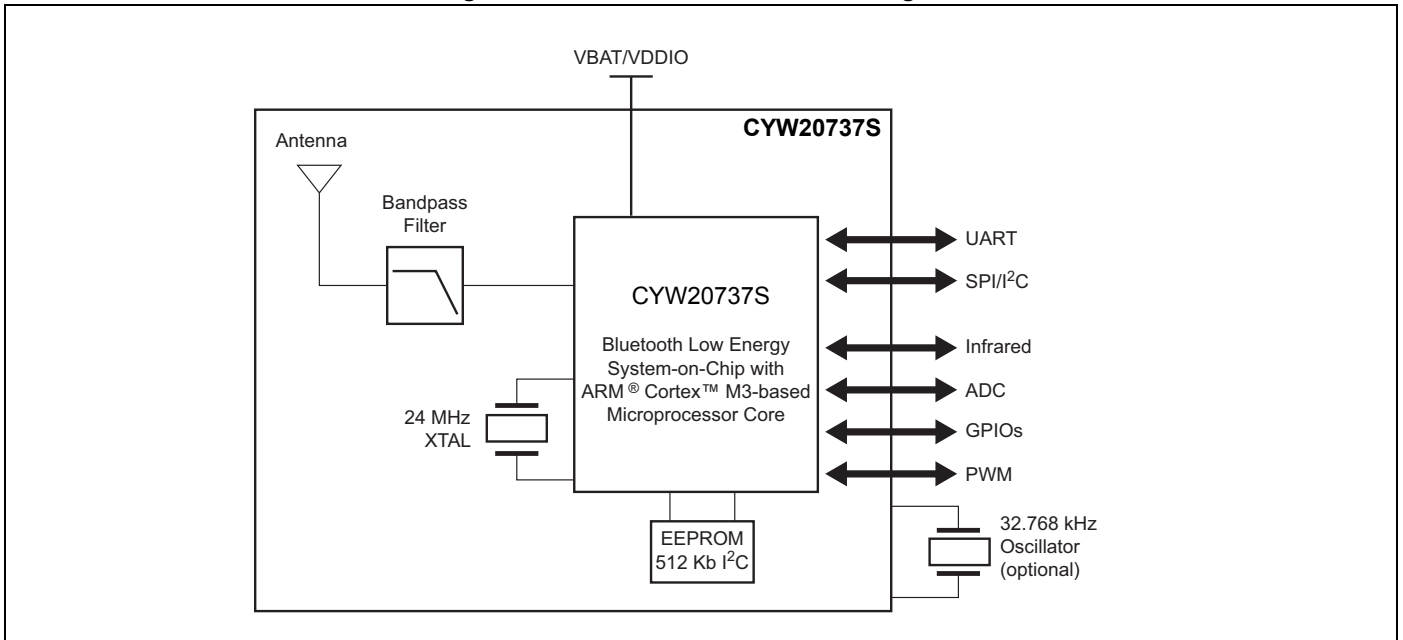 VBAT/VDDIO
CYW20737S
Antenna
Bandpass
Filter
UART
SPI/I²C
CYW20737S
Bluetooth Low Energy
System-on-Chip with
ARM ® Cortex™ M3-based
Microprocessor Core
Infrared
ADC
GPIOs
PWM
24 MHz
XTAL
EEPROM
512 Kb I²C
32.768 kHz
Oscillator
(optional)